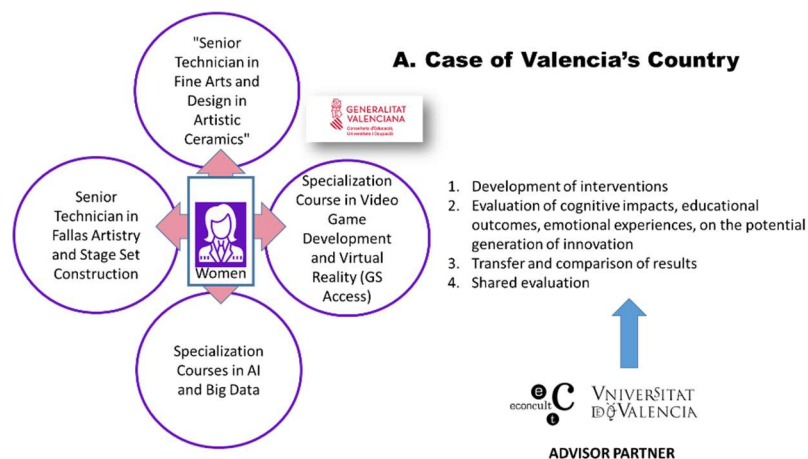 "Senior
Technician in
Fine Arts and
Design in
Artistic
Ceramics"
A. Case of Valencia's Country
GENERALITAT
VALENCIANA
Conselleria d'Educació,
Universitats i Ocupació
Senior
Technician in
Fallas Artistry
and Stage Set
Construction
Women
Specialization
Course in Video
Game
Development
and Virtual
Reality (GS
Access)
Specialization
Courses in AI
and Big Data
1. Development of interventions
2. Evaluation of cognitive impacts, educational
outcomes, emotional experiences, on the potential
generation of innovation
3. Transfer and comparison of results
4. Shared evaluation
e C t
econcult
VNIVERSITAT
D VALÈNCIA
ADVISOR PARTNER